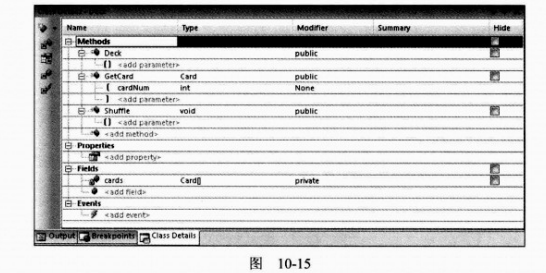 Name Type Modifier Summary Hide
Methods
Deck public
() <add parameter>
GetCard Card public
( cardNum int None
) <add parameter>
Shuffle void public
() <add parameter>
<add method>
Properties
<add property>
Fields
cards Card[] private
<add field>
Events
<add event>
Output Breakpoints Class Details
图 10-15